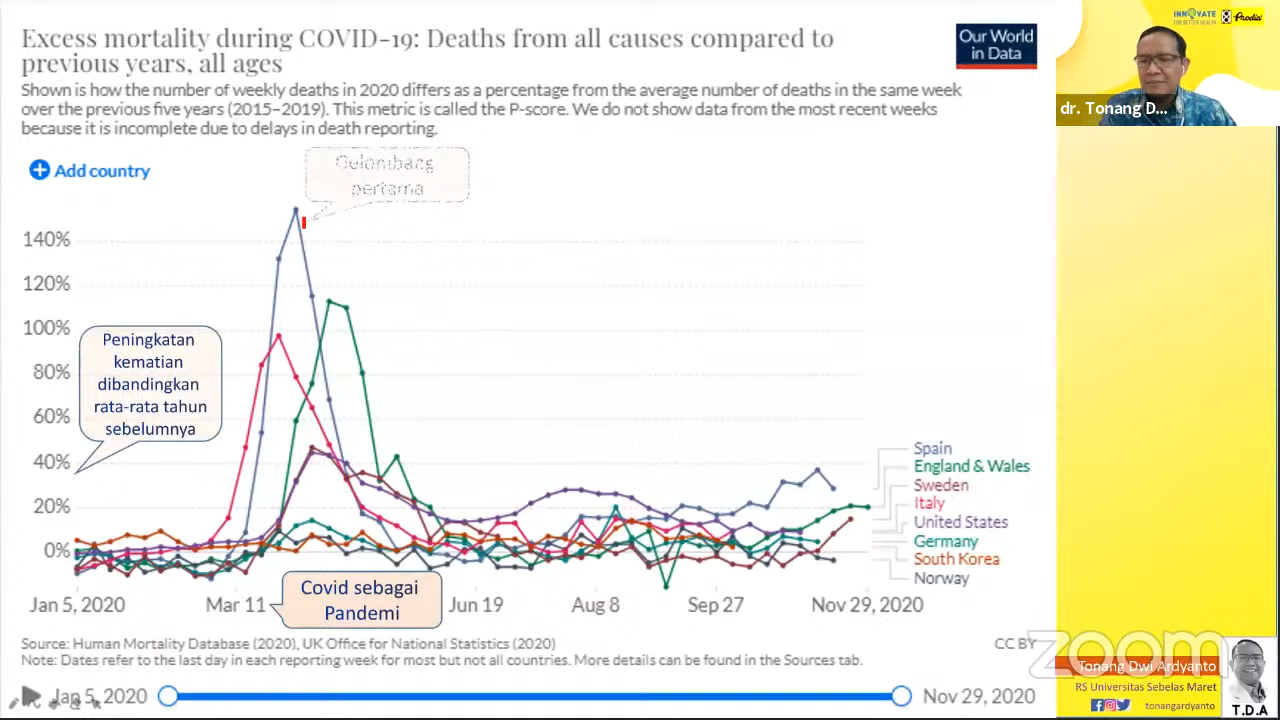 Excess mortality during COVID-19: Deaths from all causes compared to
previous years, all ages
Our World
in Data
Shown is how the number of weekly deaths in 2020 differs as a percentage from the average number of deaths in the same week
over the previous five years (2015–2019). This metric is called the P-score. We do not show data from the most recent weeks
because it is incomplete due to delays in death reporting.
INNOVATE
FOR BETTER HEALTH
Prodia
dr. Tonang D...
Add country
Gelombang
pertama
140%
120%
100%
80%
60%
40%
20%
0%
Peningkatan
kematian
dibandingkan
rata-rata tahun
sebelumnya
Spain
England & Wales
Sweden
Italy
United States
Germany
South Korea
Norway
Covid sebagai
Pandemi
Jan 5, 2020
Mar 11
Jun 19
Aug 8
Sep 27
Nov 29, 2020
Source: Human Mortality Database (2020), UK Office for National Statistics (2020)
CC BY
Note: Dates refer to the last day in each reporting week for most but not all countries. More details can be found in the Sources tab.
Jan 5, 2020
Nov 29, 2020
zoom
Tonang Dwi Ardyanto
RS Universitas Sebelas Maret
tonangardyanto
T.D.A